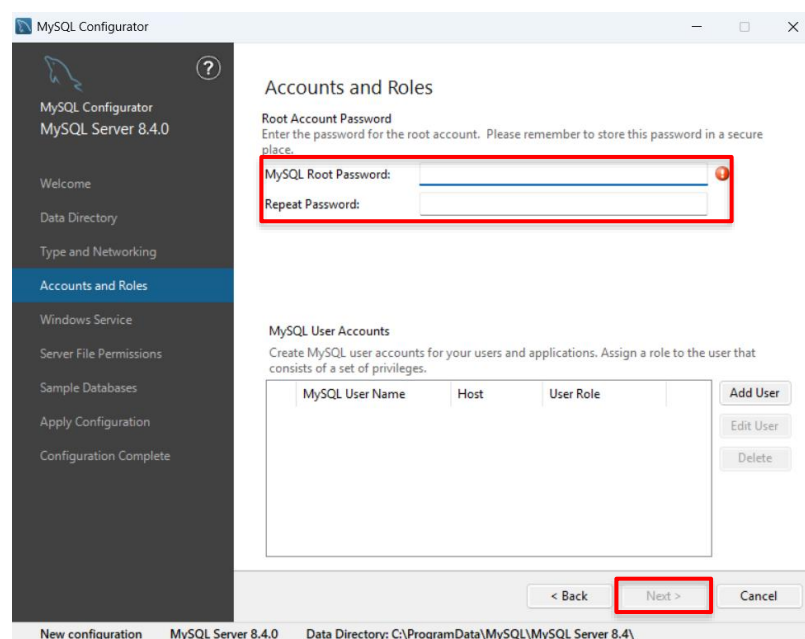 MySQL Configurator
?
MySQL Configurator
MySQL Server 8.4.0
Welcome
Data Directory
Type and Networking
Accounts and Roles
Windows Service
Server File Permissions
Sample Databases
Apply Configuration
Configuration Complete
Accounts and Roles
Root Account Password
Enter the password for the root account. Please remember to store this password in a secure
place.
MySQL Root Password:
Repeat Password:
MySQL User Accounts
Create MySQL user accounts for your users and applications. Assign a role to the user that
consists of a set of privileges.
MySQL User Name Host User Role
Add User
Edit User
Delete
< Back Next > Cancel
New configuration MySQL Server 8.4.0 Data Directory: C:\ProgramData\MySQL\MySQL Server 8.4\